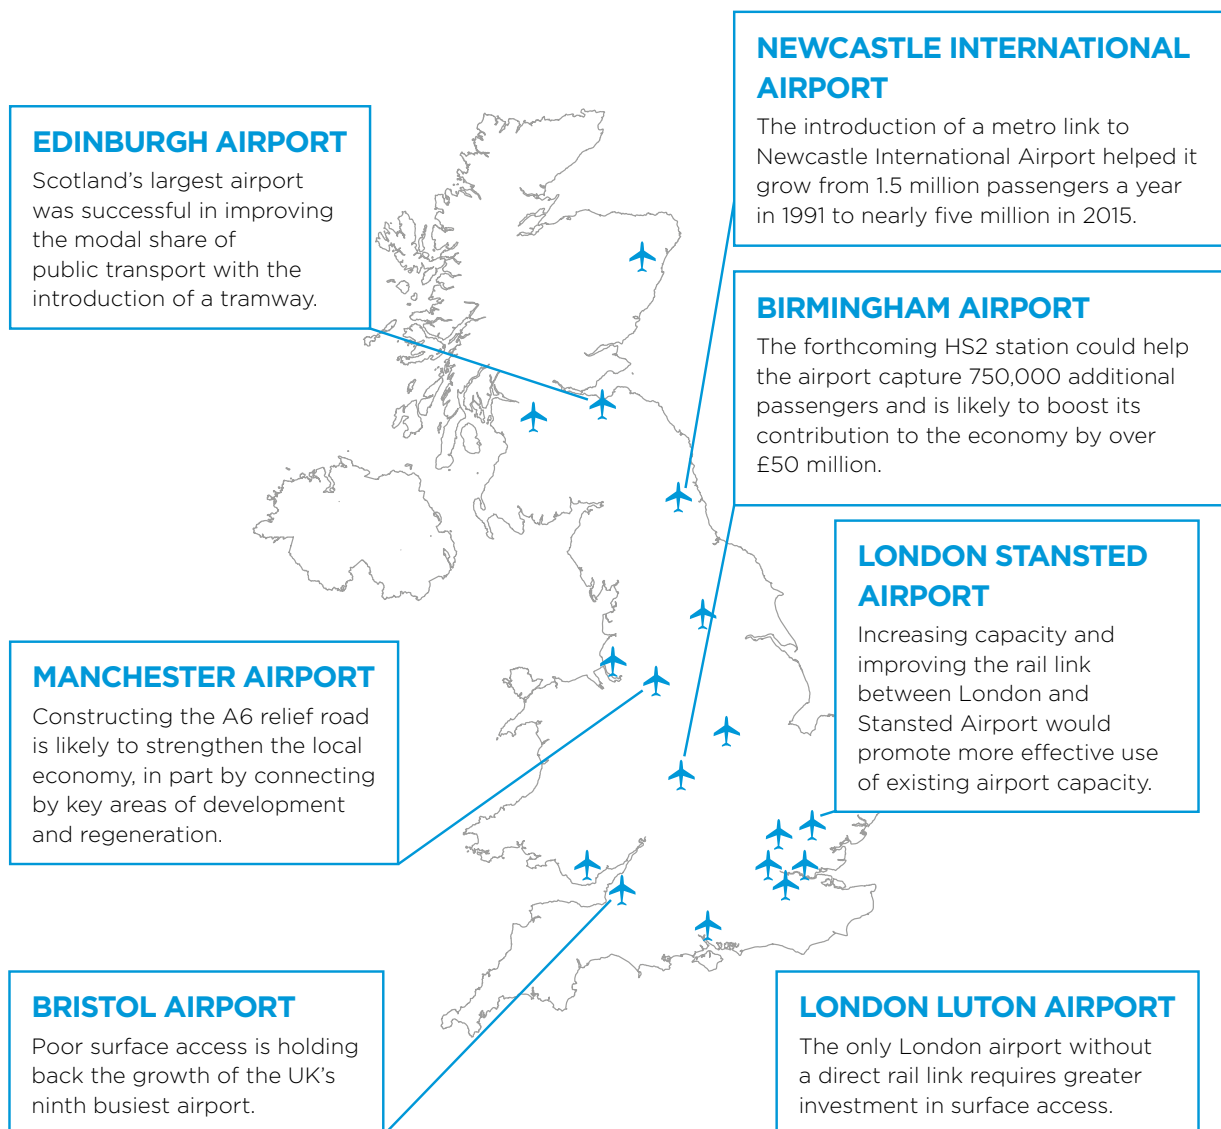 NEWCASTLE INTERNATIONAL
AIRPORT
The introduction of a metro link to
Newcastle International Airport helped it
grow from 1.5 million passengers a year
in 1991 to nearly five million in 2015.
EDINBURGH AIRPORT
Scotland’s largest airport
was successful in improving
the modal share of
public transport with the
introduction of a tramway.
BIRMINGHAM AIRPORT
The forthcoming HS2 station could help
the airport capture 750,000 additional
passengers and is likely to boost its
contribution to the economy by over
£50 million.
LONDON STANSTED
AIRPORT
Increasing capacity and
improving the rail link
between London and
Stansted Airport would
promote more effective use
of existing airport capacity.
MANCHESTER AIRPORT
Constructing the A6 relief road
is likely to strengthen the local
economy, in part by connecting
by key areas of development
and regeneration.
BRISTOL AIRPORT
Poor surface access is holding
back the growth of the UK’s
ninth busiest airport.
LONDON LUTON AIRPORT
The only London airport without
a direct rail link requires greater
investment in surface access.